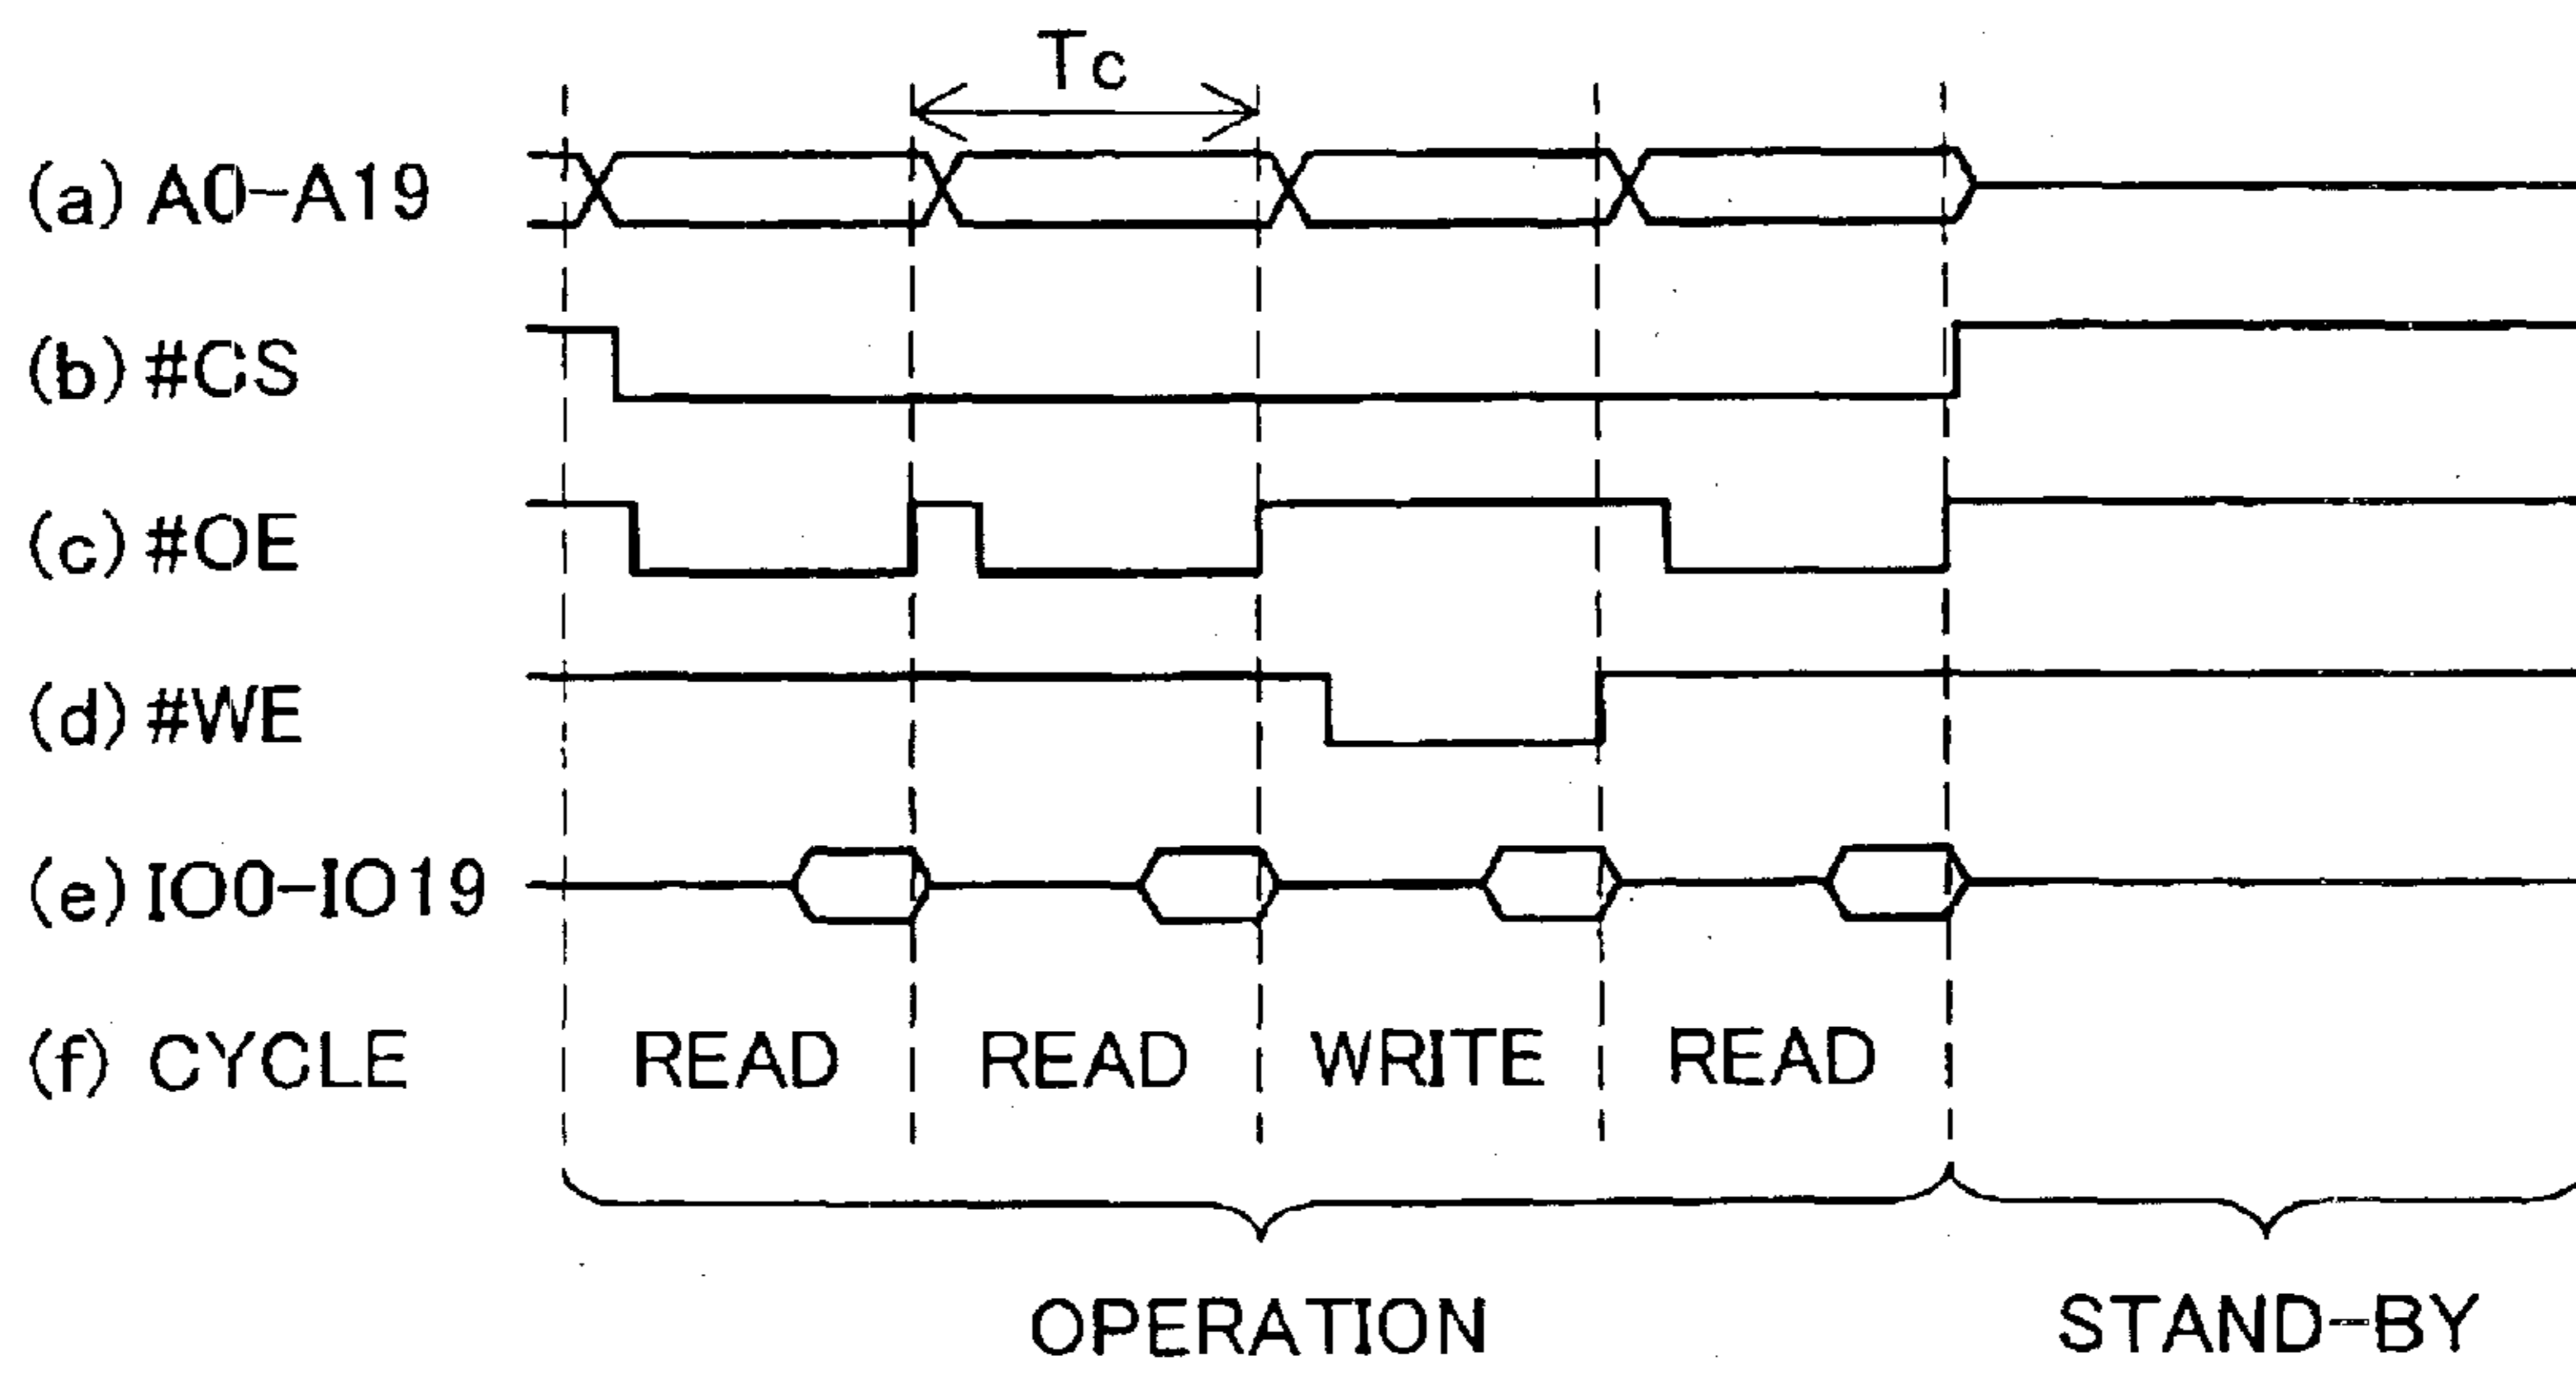 Tc
(a) A0-A19
(b) #CS
(c) #OE
(d) #WE
(e) IO0-IO19
(f) CYCLE READ READ WRITE READ
OPERATION STAND-BY